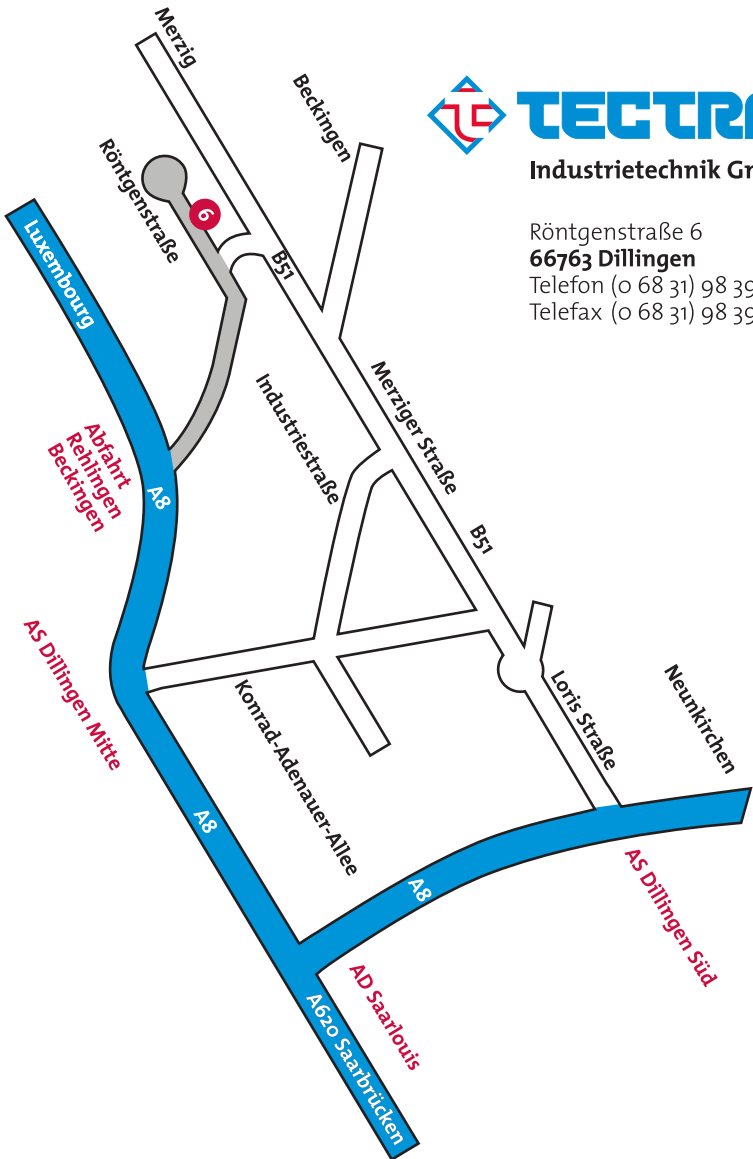 Merzig
Beckingen
TECTRA
Industrietechnik
Röntgenstraße
6
Röntgenstraße 6
66763 Dillingen
Telefon (0 68 31) 98 39
Telefax (0 68 31) 98 39
Luxembourg
B51
Merziger Straße
Industriestraße
Abfahrt
Rehlingen
Beckingen
A8
B51
AS Dillingen Mitte
Konrad-Adenauer-Allee
Loris Straße
Neunkirchen
A8
A8
AS Dillingen Süd
AD Saarlouis
A620 Saarbrücken